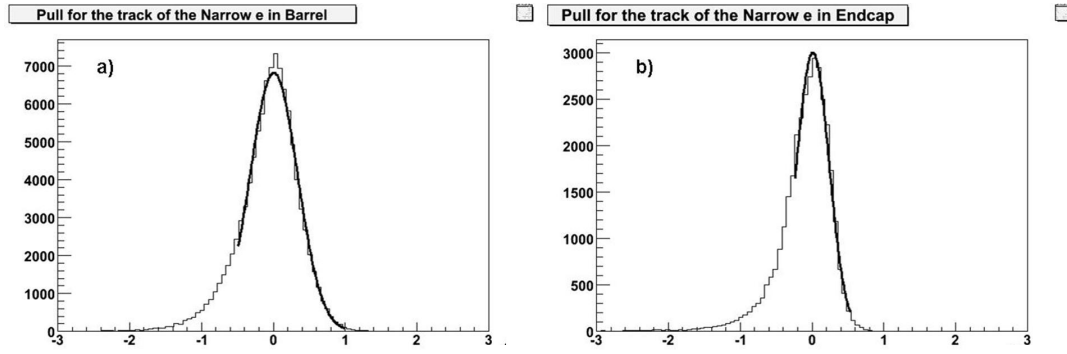 Pull for the track of the Narrow e in Barrel
Pull for the track of the Narrow e in Endcap
a)
7000
6000
5000
4000
3000
2000
1000
0
-3 -2 -1 0 1 2 3
b)
3000
2500
2000
1500
1000
500
0
-3 -2 -1 0 1 2 3